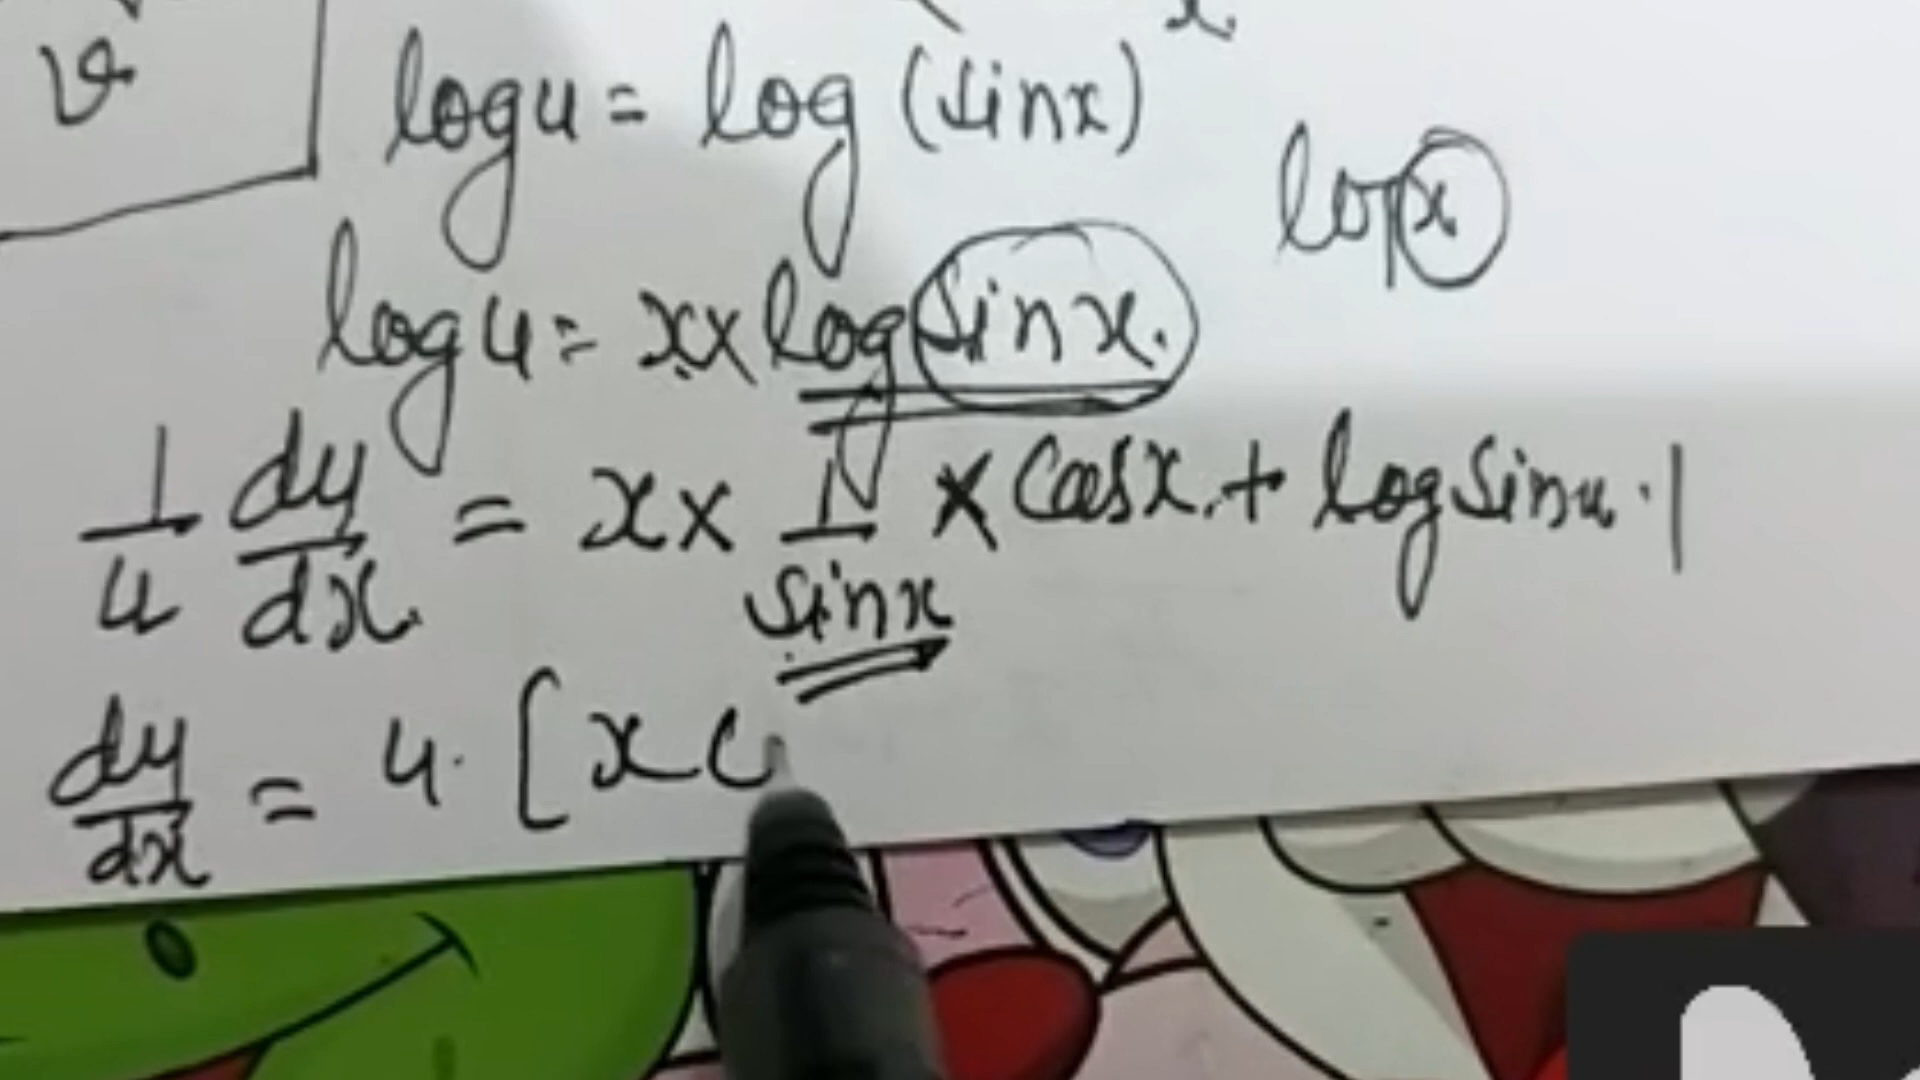 v
x.
log u = log (sinx)
log x
log u = x × log sinx.
1/u dy/dx = x × 1/sinx × cosx + log sinx · 1
dy/dx = u · [x c